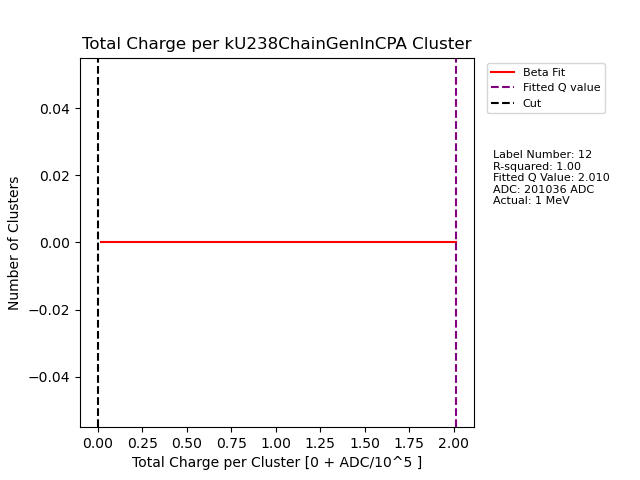 Total Charge per kU238ChainGenInCPA Cluster
Beta Fit
Fitted Q value
Cut
Label Number: 12
R-squared: 1.00
Fitted Q Value: 2.010
ADC: 201036 ADC
Actual: 1 MeV
Number of Clusters
0.04
0.02
0.00
−0.02
−0.04
0.00 0.25 0.50 0.75 1.00 1.25 1.50 1.75 2.00
Total Charge per Cluster [0 + ADC/10^5 ]